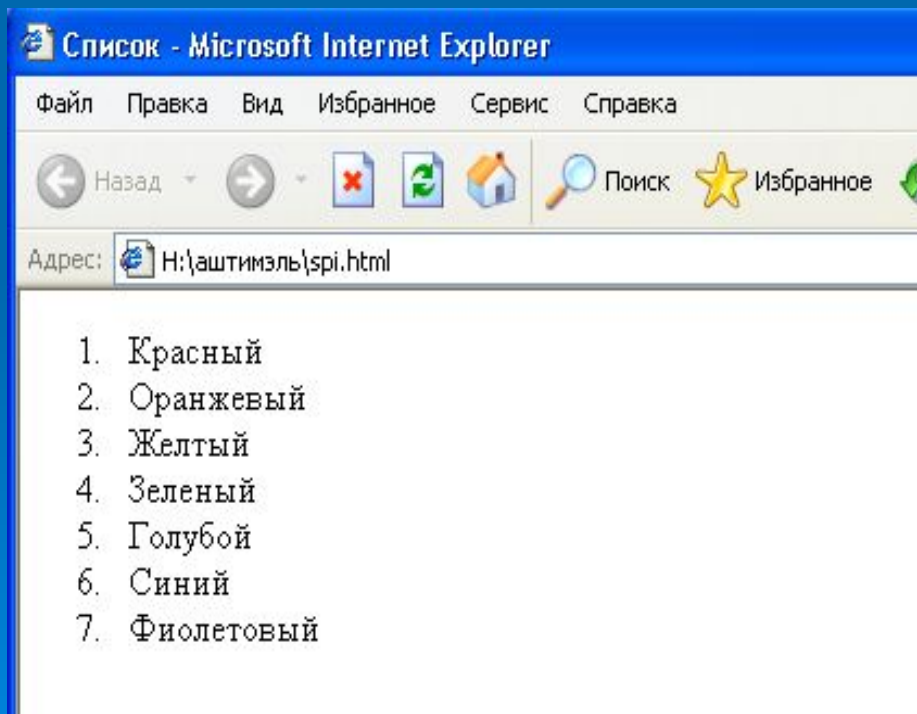 Список - Microsoft Internet Explorer
Файл Правка Вид Избранное Сервис Справка
Назад Поиск Избранное
Адрес: H:\аштимэль\spi.html
1. Красный
2. Оранжевый
3. Желтый
4. Зеленый
5. Голубой
6. Синий
7. Фиолетовый